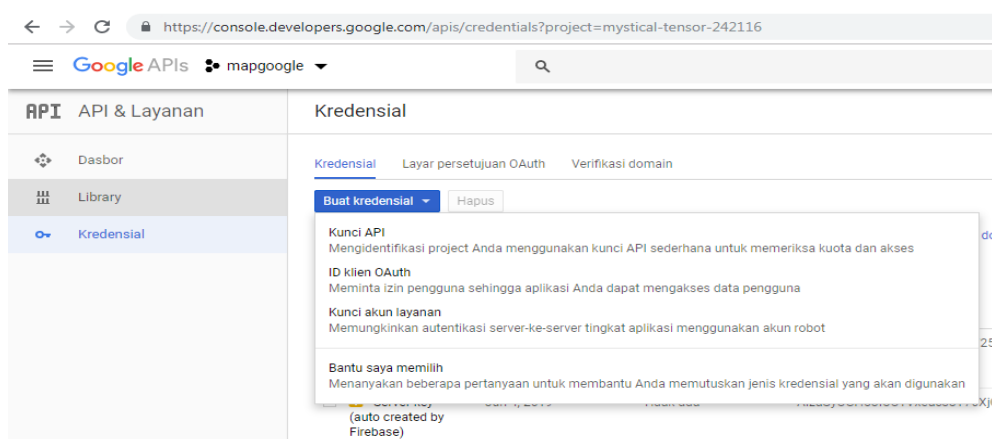 https://console.developers.google.com/apis/credentials?project=mystical-tensor-242116
Google APIs mapgoogle
API API & Layanan
Kredensial
Dasbor
Library
Kredensial
Kredensial Layar persetujuan OAuth Verifikasi domain
Buat kredensial Hapus
Kunci API
Mengidentifikasi project Anda menggunakan kunci API sederhana untuk memeriksa kuota dan akses
ID klien OAuth
Meminta izin pengguna sehingga aplikasi Anda dapat mengakses data pengguna
Kunci akun layanan
Memungkinkan autentikasi server-ke-server tingkat aplikasi menggunakan akun robot
Bantu saya memilih
Menanyakan beberapa pertanyaan untuk membantu Anda memutuskan jenis kredensial yang akan digunakan
(auto created by
Firebase)